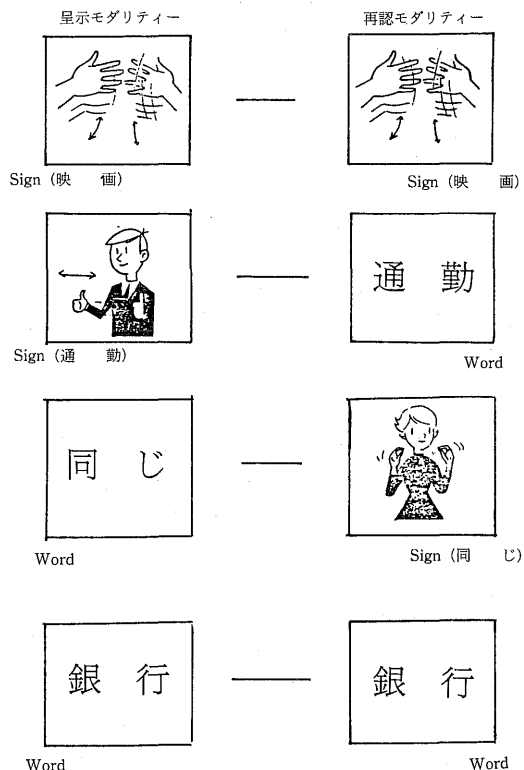 呈示モダリティー 再認モダリティー
Sign (映 画) Sign (映 画)
通 勤
Sign (通 勤) Word
同 じ
Word Sign (同 じ)
銀 行 銀 行
Word Word